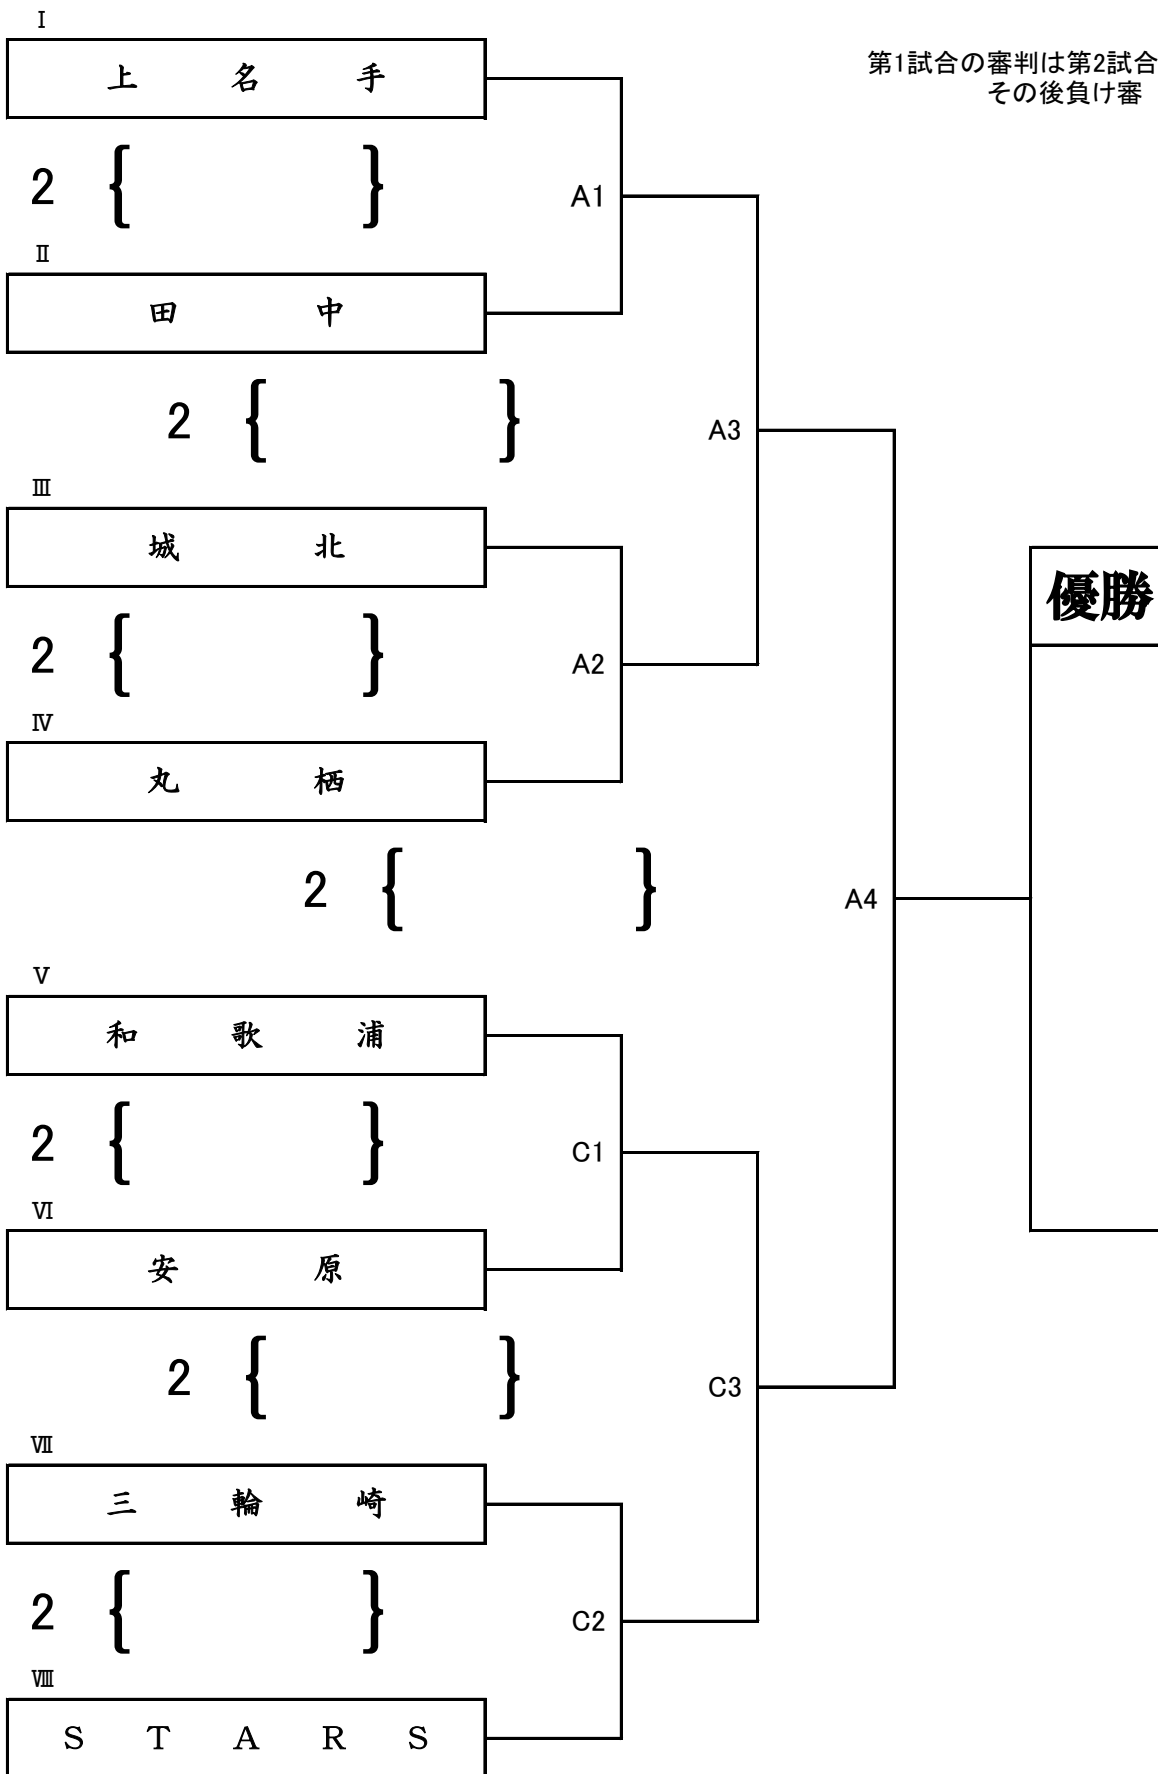 Ⅰ
上名手
第1試合の審判は第2試合
その後負け審
2 { }
A1
Ⅱ
田中
2 { }
A3
Ⅲ
城北
優勝
2 { }
A2
Ⅳ
丸栖
2 { }
A4
Ⅴ
和歌浦
2 { }
C1
Ⅵ
安原
2 { }
C3
Ⅶ
三輪崎
2 { }
C2
Ⅷ
STARS